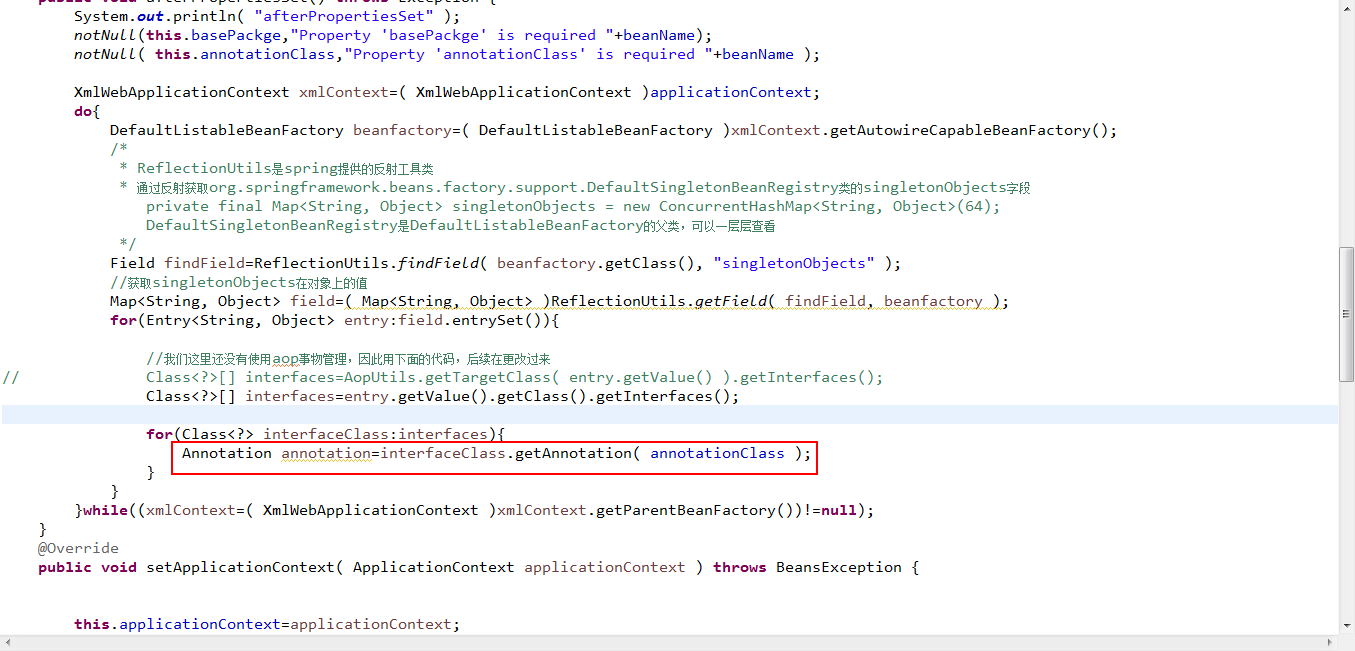 public void afterPropertiesSet() throws Exception {
System.out.println( "afterPropertiesSet" );
notNull(this.basePackge,"Property 'basePackge' is required "+beanName);
notNull( this.annotationClass,"Property 'annotationClass' is required "+beanName );
XmlWebApplicationContext xmlContext=( XmlWebApplicationContext )applicationContext;
do{
DefaultListableBeanFactory beanfactory=( DefaultListableBeanFactory )xmlContext.getAutowireCapableBeanFactory();
/*
* ReflectionUtils是spring提供的反射工具类
* 通过反射获取org.springframework.beans.factory.support.DefaultSingletonBeanRegistry类的singletonObjects字段
private final Map<String, Object> singletonObjects = new ConcurrentHashMap<String, Object>(64);
DefaultSingletonBeanRegistry是DefaultListableBeanFactory的父类，可以一层层查看
*/
Field findField=ReflectionUtils.findField( beanfactory.getClass(), "singletonObjects" );
//获取singletonObjects在对象上的值
Map<String, Object> field=( Map<String, Object> )ReflectionUtils.getField( findField, beanfactory );
for(Entry<String, Object> entry:field.entrySet()){
//我们这里还没有使用aop事物管理，因此用下面的代码，后续在更改过来
// Class<?>[] interfaces=AopUtils.getTargetClass( entry.getValue() ).getInterfaces();
Class<?>[] interfaces=entry.getValue().getClass().getInterfaces();
for(Class<?> interfaceClass:interfaces){
Annotation annotation=interfaceClass.getAnnotation( annotationClass );
}
}
}while((xmlContext=( XmlWebApplicationContext )xmlContext.getParentBeanFactory())!=null);
}
@Override
public void setApplicationContext( ApplicationContext applicationContext ) throws BeansException {
this.applicationContext=applicationContext;